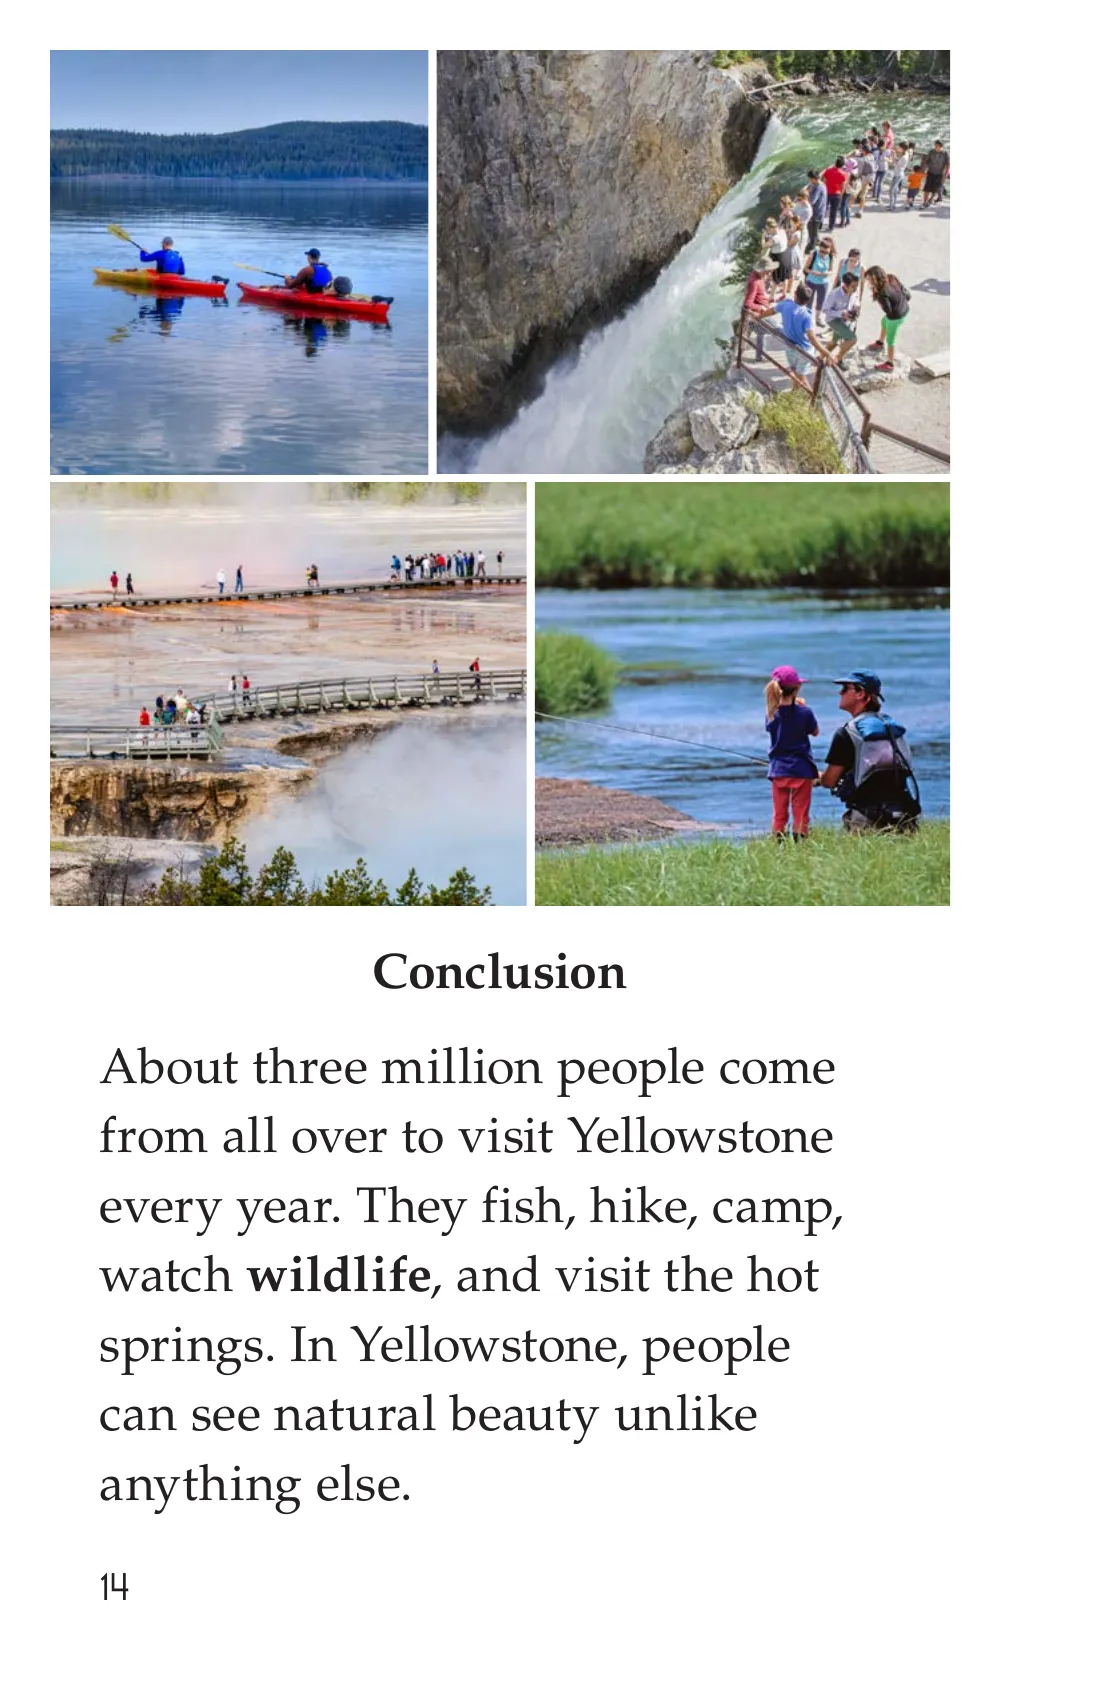 Conclusion
About three million people come
from all over to visit Yellowstone
every year. They fish, hike, camp,
watch wildlife, and visit the hot
springs. In Yellowstone, people
can see natural beauty unlike
anything else.
14